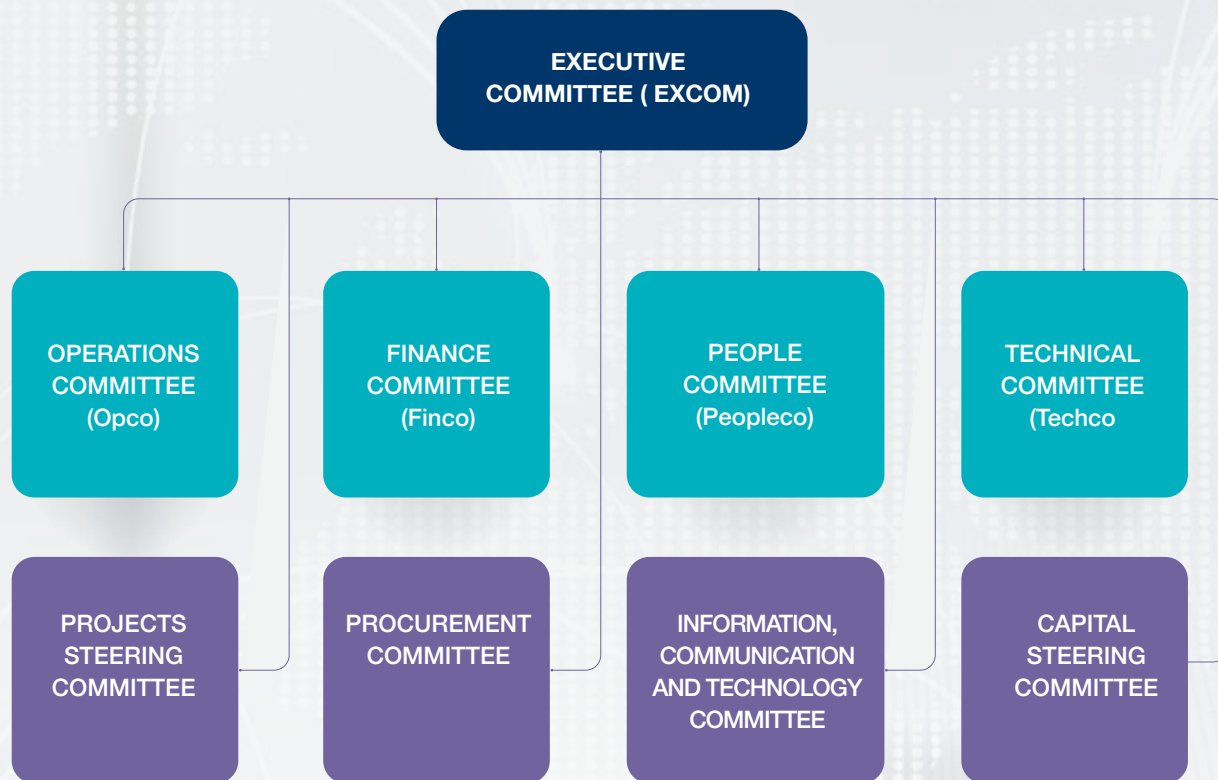 EXECUTIVE
COMMITTEE ( EXCOM)
OPERATIONS
COMMITTEE
(Opco)
FINANCE
COMMITTEE
(Finco)
PEOPLE
COMMITTEE
(Peopleco)
TECHNICAL
COMMITTEE
(Techco
PROJECTS
STEERING
COMMITTEE
PROCUREMENT
COMMITTEE
INFORMATION,
COMMUNICATION
AND TECHNOLOGY
COMMITTEE
CAPITAL
STEERING
COMMITTEE